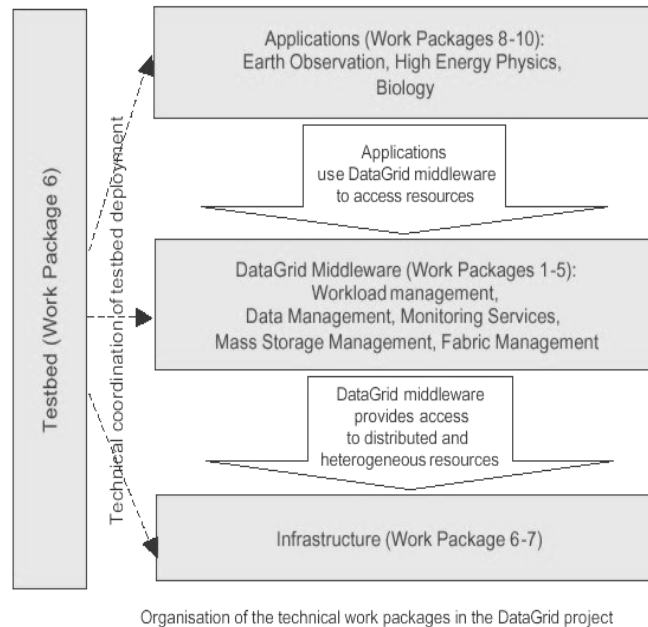 Testbed (Work Package 6)
Technical coordination of testbed deployment
Applications (Work Packages 8-10):
Earth Observation, High Energy Physics,
Biology
Applications
use DataGrid middleware
to access resources
DataGrid Middleware (Work Packages 1-5):
Workload management,
Data Management, Monitoring Services,
Mass Storage Management, Fabric Management
DataGrid middleware
provides access
to distributed and
heterogeneous resources
Infrastructure (Work Package 6-7)
Organisation of the technical work packages in the DataGrid project